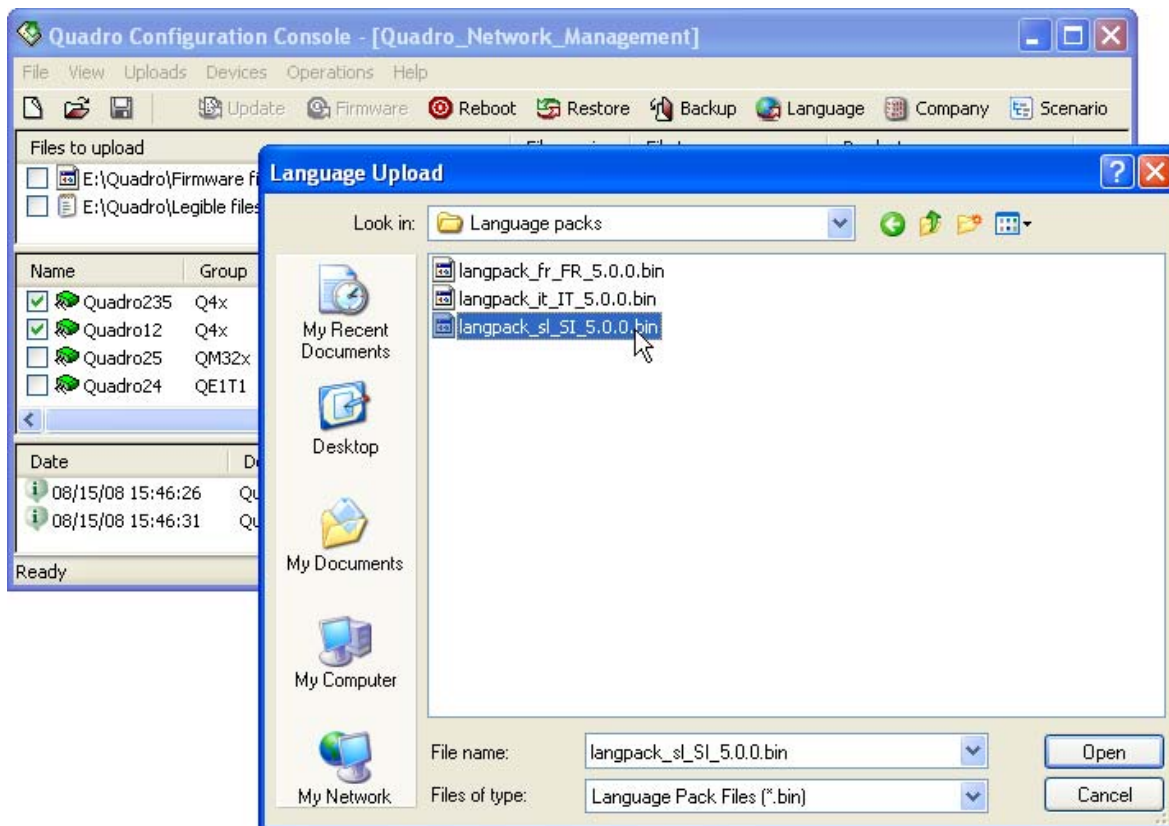 Quadro Configuration Console - [Quadro_Network_Management]
File View Uploads Devices Operations Help
Update Firmware Reboot Restore Backup Language Company Scenario
Files to upload
E:\Quadro\Firmware fi
E:\Quadro\Legible files
Name Group
Quadro235 Q4x
Quadro12 Q4x
Quadro25 QM32x
Quadro24 QE1T1
Date
08/15/08 15:46:26
08/15/08 15:46:31
Ready
Language Upload
Look in: Language packs
langpack_fr_FR_5.0.0.bin
langpack_it_IT_5.0.0.bin
langpack_sl_SI_5.0.0.bin
My Recent
Documents
Desktop
My Documents
My Computer
My Network
File name: langpack_sl_SI_5.0.0.bin Open
Files of type: Language Pack Files (*.bin) Cancel